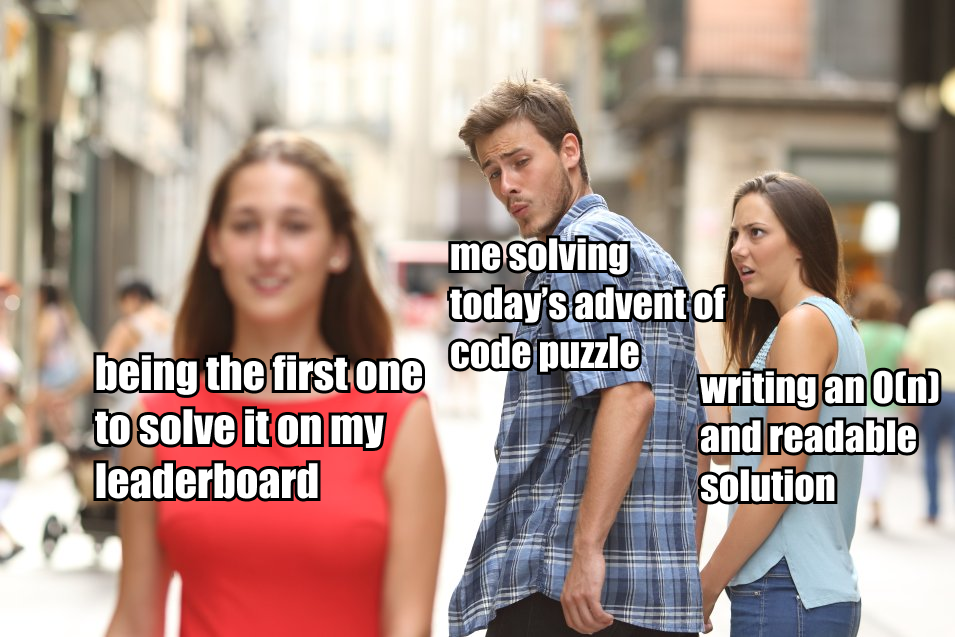 me solving
today's advent of
code puzzle
being the first one
to solve it on my
leaderboard
writing an O(n)
and readable
solution